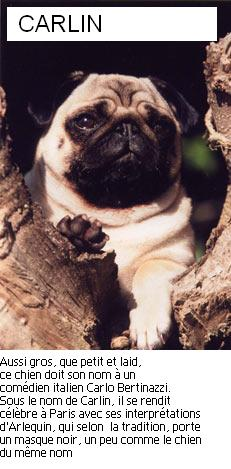 CARLIN
Aussi gros, que petit et laid,
ce chien doit son nom à un
comédien italien Carlo Bertinazzi.
Sous le nom de Carlin, il se rendit
célèbre à Paris avec ses interprétations
d'Arlequin, qui selon la tradition, porte
un masque noir, un peu comme le chien
du même nom